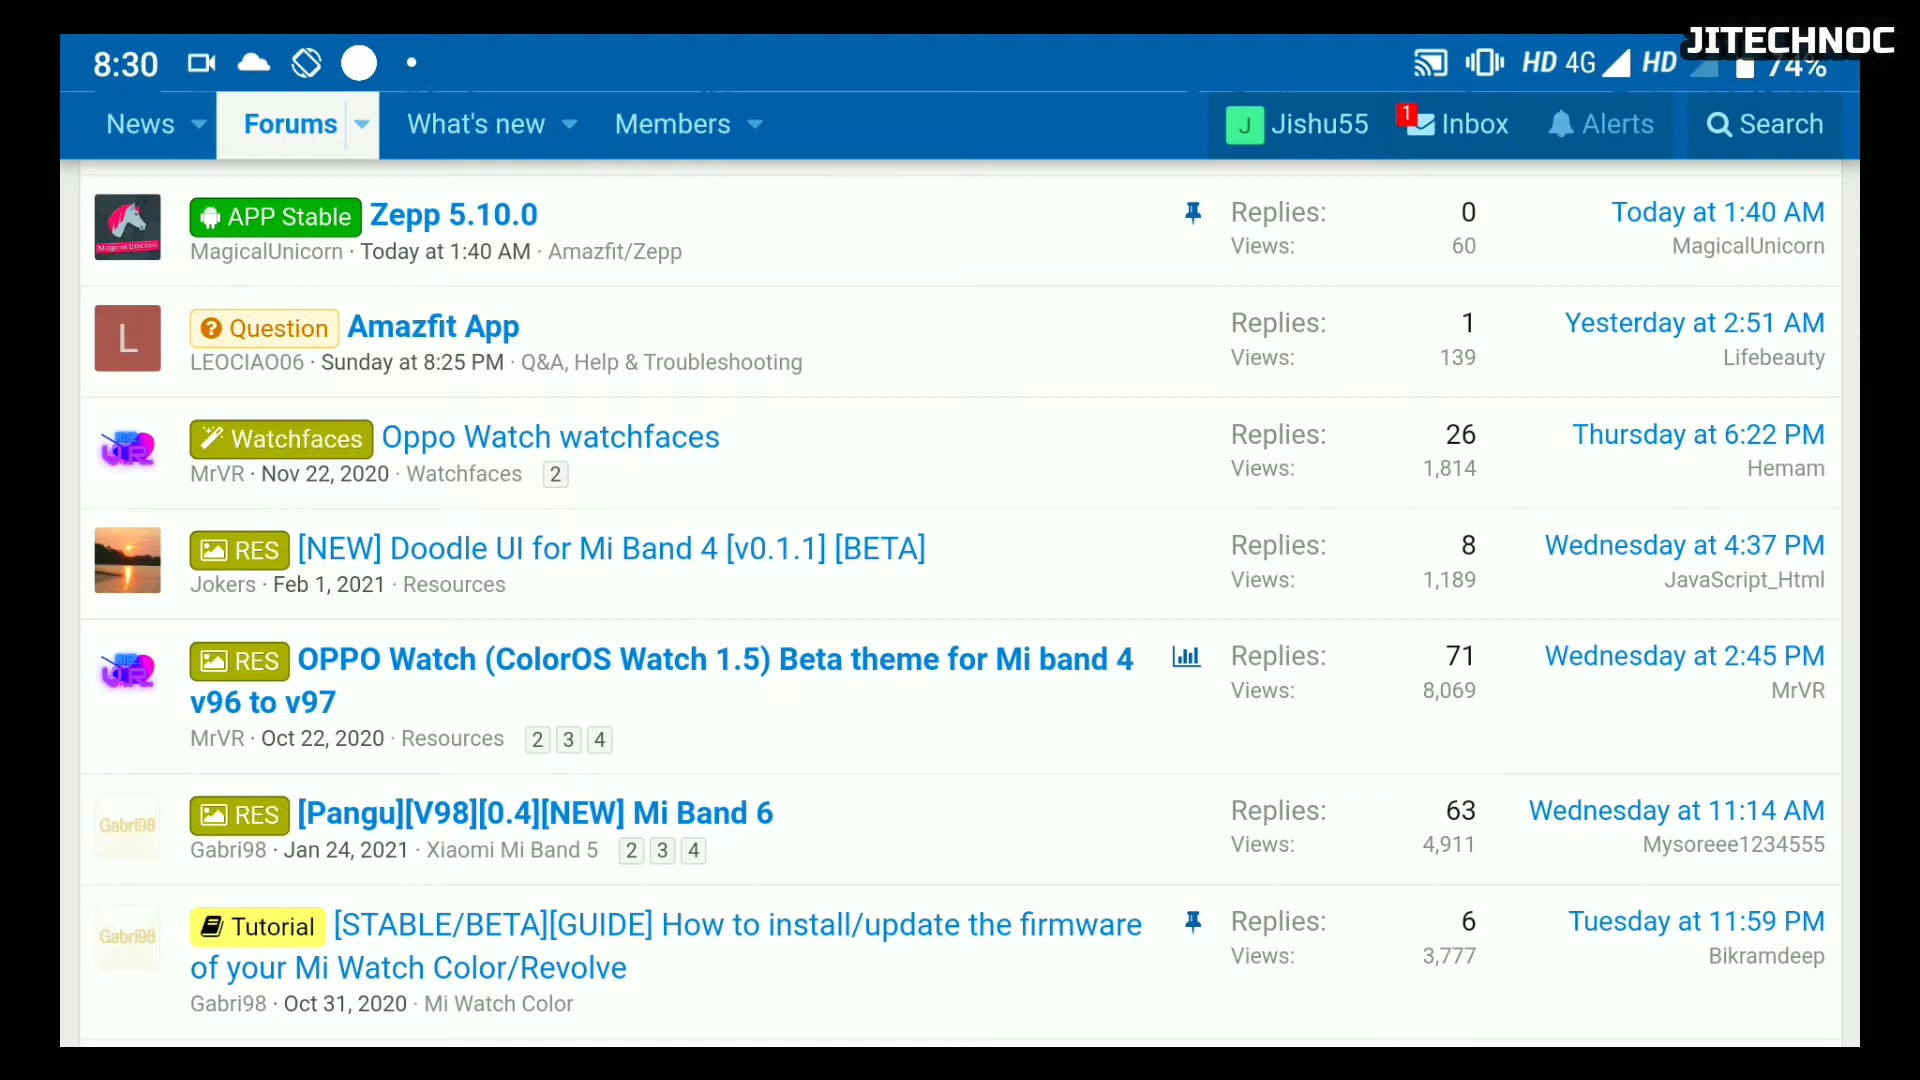 JITECHNOC
8:30 HD 4G HD 74%
News Forums What's new Members J Jishu55 1 Inbox Alerts Search
APP Stable Zepp 5.10.0 Replies: 0 Today at 1:40 AM
MagicalUnicorn · Today at 1:40 AM · Amazfit/Zepp Views: 60 MagicalUnicorn
Magical Unicorn
L Question Amazfit App Replies: 1 Yesterday at 2:51 AM
LEOCIAO06 · Sunday at 8:25 PM · Q&A, Help & Troubleshooting Views: 139 Lifebeauty
Watchfaces Oppo Watch watchfaces Replies: 26 Thursday at 6:22 PM
MrVR · Nov 22, 2020 · Watchfaces 2 Views: 1,814 Hemam
RES [NEW] Doodle UI for Mi Band 4 [v0.1.1] [BETA] Replies: 8 Wednesday at 4:37 PM
Jokers · Feb 1, 2021 · Resources Views: 1,189 JavaScript_Html
RES OPPO Watch (ColorOS Watch 1.5) Beta theme for Mi band 4 Replies: 71 Wednesday at 2:45 PM
v96 to v97 Views: 8,069 MrVR
MrVR · Oct 22, 2020 · Resources 2 3 4
RES [Pangu][V98][0.4][NEW] Mi Band 6 Replies: 63 Wednesday at 11:14 AM
Gabri98 Gabri98 · Jan 24, 2021 · Xiaomi Mi Band 5 2 3 4 Views: 4,911 Mysoreee1234555
Tutorial [STABLE/BETA][GUIDE] How to install/update the firmware Replies: 6 Tuesday at 11:59 PM
Gabri98 of your Mi Watch Color/Revolve Views: 3,777 Bikramdeep
Gabri98 · Oct 31, 2020 · Mi Watch Color